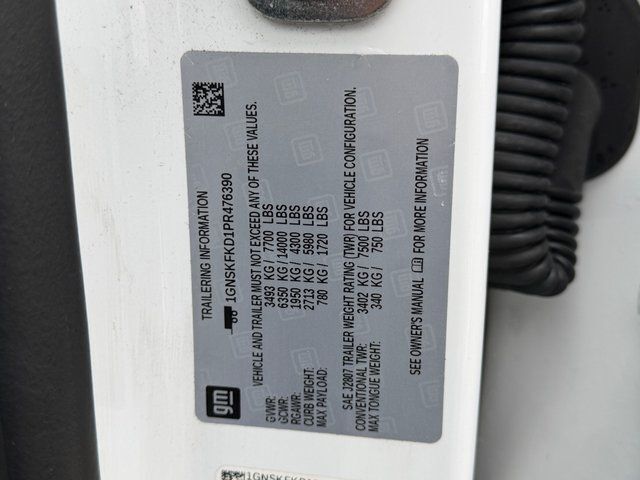 TRAILERING INFORMATION
1GNSKFKD1PR476390
VEHICLE AND TRAILER MUST NOT EXCEED ANY OF THESE VALUES.
GVWR: 3493 KG / 7700 LBS
GCWR: 6350 KG / 14000 LBS
RGAWR: 1950 KG / 4300 LBS
CURB WEIGHT: 2713 KG / 5980 LBS
MAX PAYLOAD: 780 KG / 1720 LBS
SAE J2807 TRAILER WEIGHT RATING (TWR) FOR VEHICLE CONFIGURATION.
CONVENTIONAL TWR: 3402 KG / 7500 LBS
MAX TONGUE WEIGHT: 340 KG / 750 LBS
SEE OWNER'S MANUAL FOR MORE INFORMATION
gm